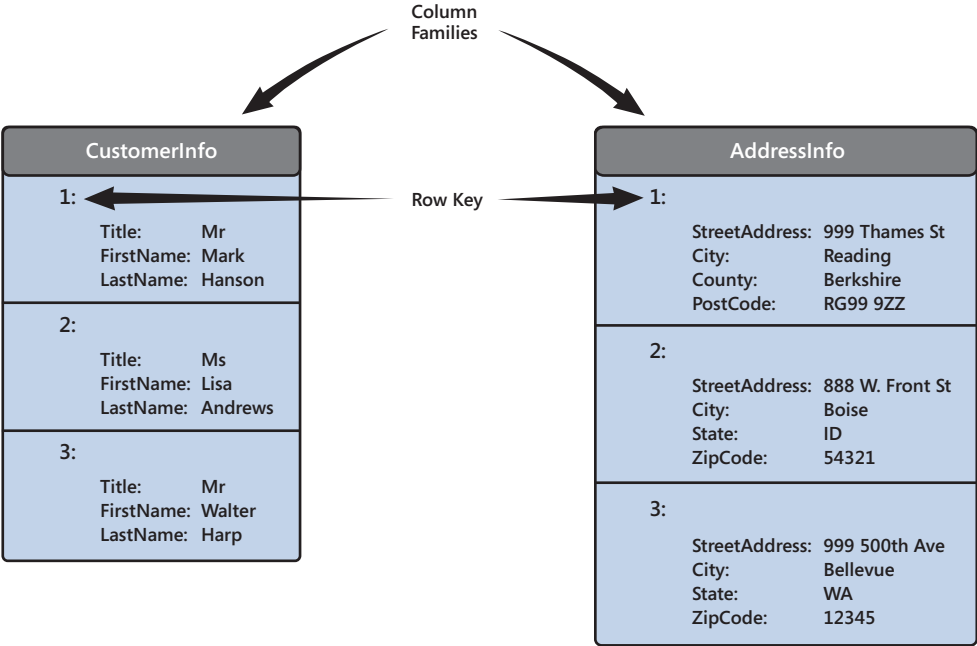 Column
Families
CustomerInfo
1:
Title: Mr
FirstName: Mark
LastName: Hanson
2:
Title: Ms
FirstName: Lisa
LastName: Andrews
3:
Title: Mr
FirstName: Walter
LastName: Harp
Row Key
AddressInfo
1:
StreetAddress: 999 Thames St
City: Reading
County: Berkshire
PostCode: RG99 9ZZ
2:
StreetAddress: 888 W. Front St
City: Boise
State: ID
ZipCode: 54321
3:
StreetAddress: 999 500th Ave
City: Bellevue
State: WA
ZipCode: 12345